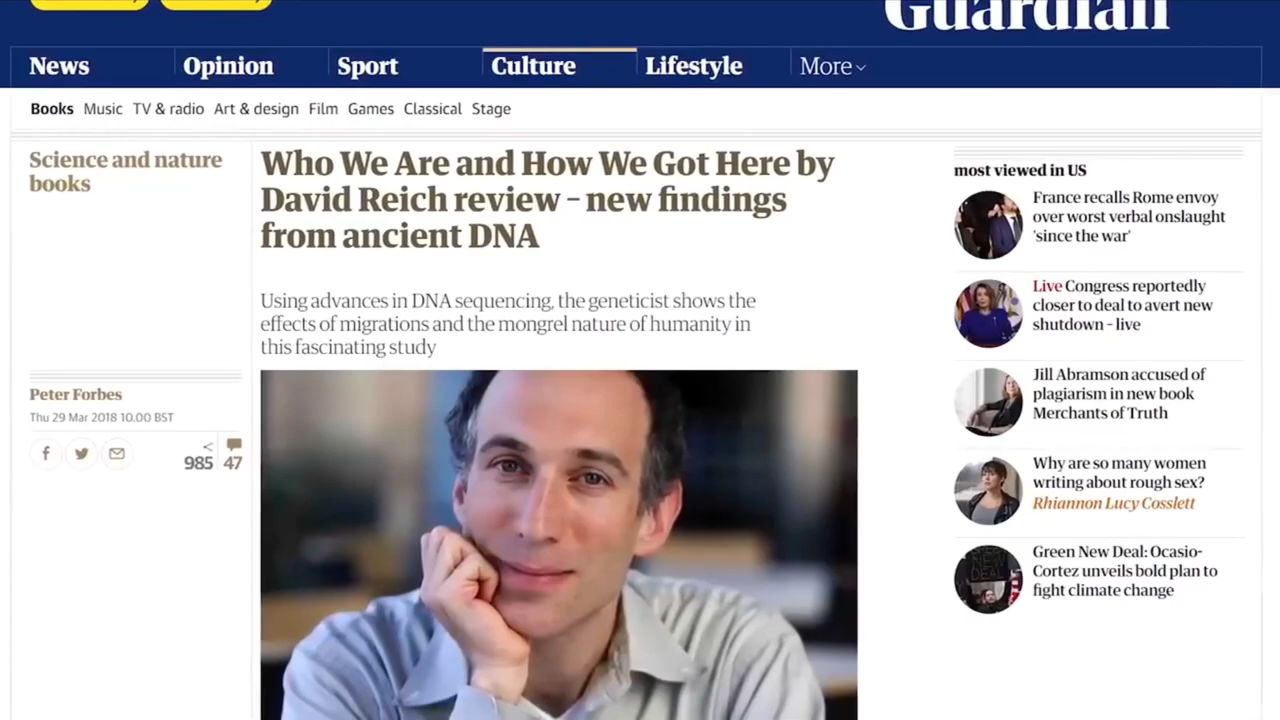 Guardian
News
Opinion
Sport
Culture
Lifestyle
More
Books
Music
TV & radio
Art & design
Film
Games
Classical
Stage
Science and nature
books
Who We Are and How We Got Here by
David Reich review – new findings
from ancient DNA
Using advances in DNA sequencing, the geneticist shows the
effects of migrations and the mongrel nature of humanity in
this fascinating study
Peter Forbes
Thu 29 Mar 2018 10.00 BST
985
47
most viewed in US
France recalls Rome envoy
over worst verbal onslaught
'since the war'
Live Congress reportedly
closer to deal to avert new
shutdown – live
Jill Abramson accused of
plagiarism in new book
Merchants of Truth
Why are so many women
writing about rough sex?
Rhiannon Lucy Cosslett
Green New Deal: Ocasio-
Cortez unveils bold plan to
fight climate change